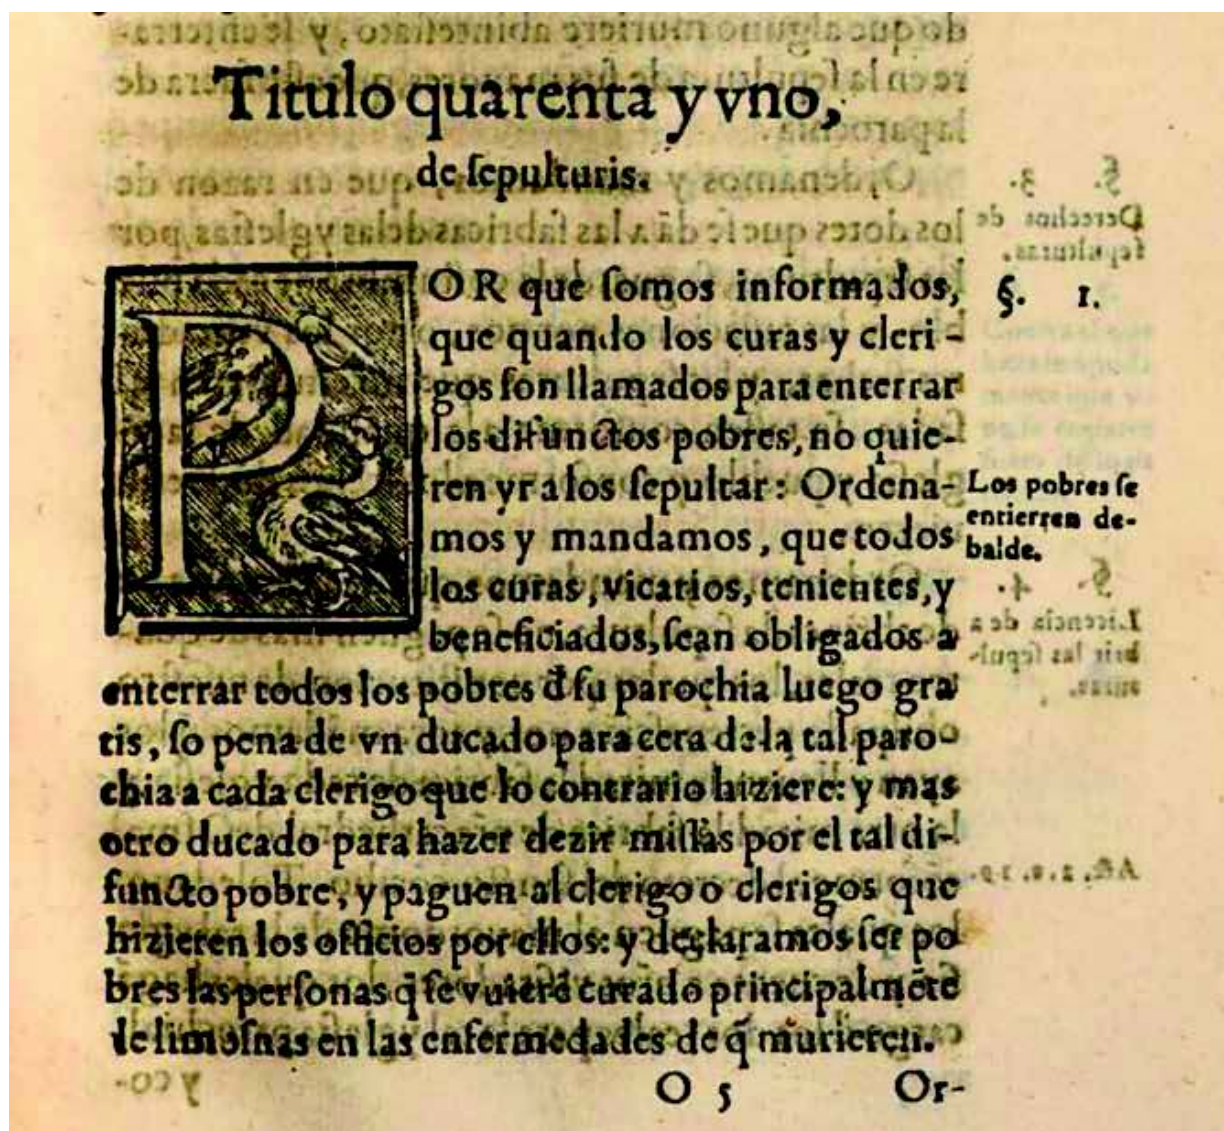 Titulo quarenta y vno,
de ſepulturis.
POR que ſomos informados,
que quando los curas y cleri-
gos ſon llamados para enterrar
los difunctos pobres, no quie-
ren yr a los ſepultar: Ordena-
mos y mandamos, que todos
los curas, vicarios, tenientes, y
beneficiados, ſean obligados a
enterrar todos los pobres đ ſu parochia luego gra
tis, ſo pena de vn ducado para cera de la tal paro-
chia a cada clerigo que lo contrario hiziere: y mas
otro ducado para hazer dezir miſſas por el tal di-
functo pobre, y paguen al clerigo o clerigos que
hizieren los officios por ellos: y declaramos ſer po
bres las perſonas q̃ ſe vuierē curado principalmēte
de limoſnas en las enfermedades de q̃ murieren.
§. 1.
Los pobres ſe
entierren de-
balde.
O 5 Or-